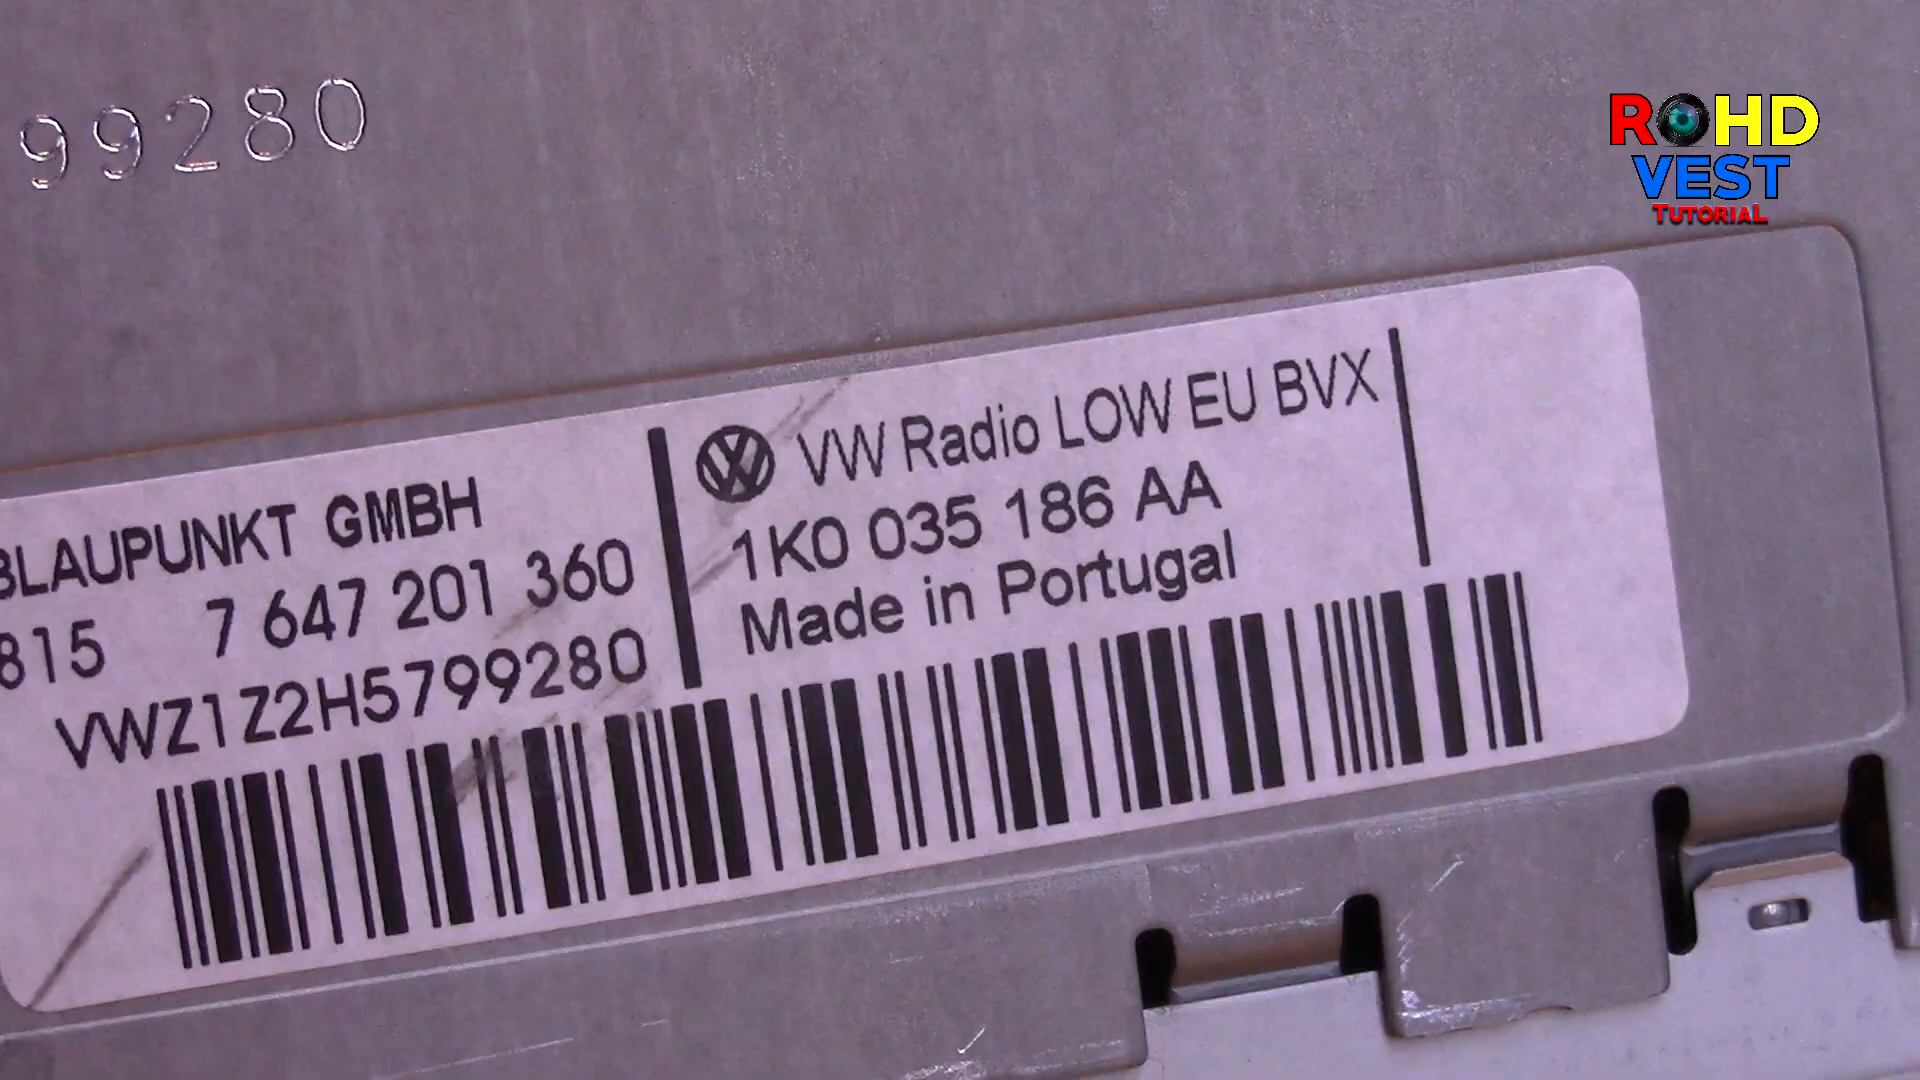 99280
ROHD
VEST
TUTORIAL
BLAUPUNKT GMBH
815 7 647 201 360
VWZ1Z2H5799280
VW Radio LOW EU BVX
1K0 035 186 AA
Made in Portugal